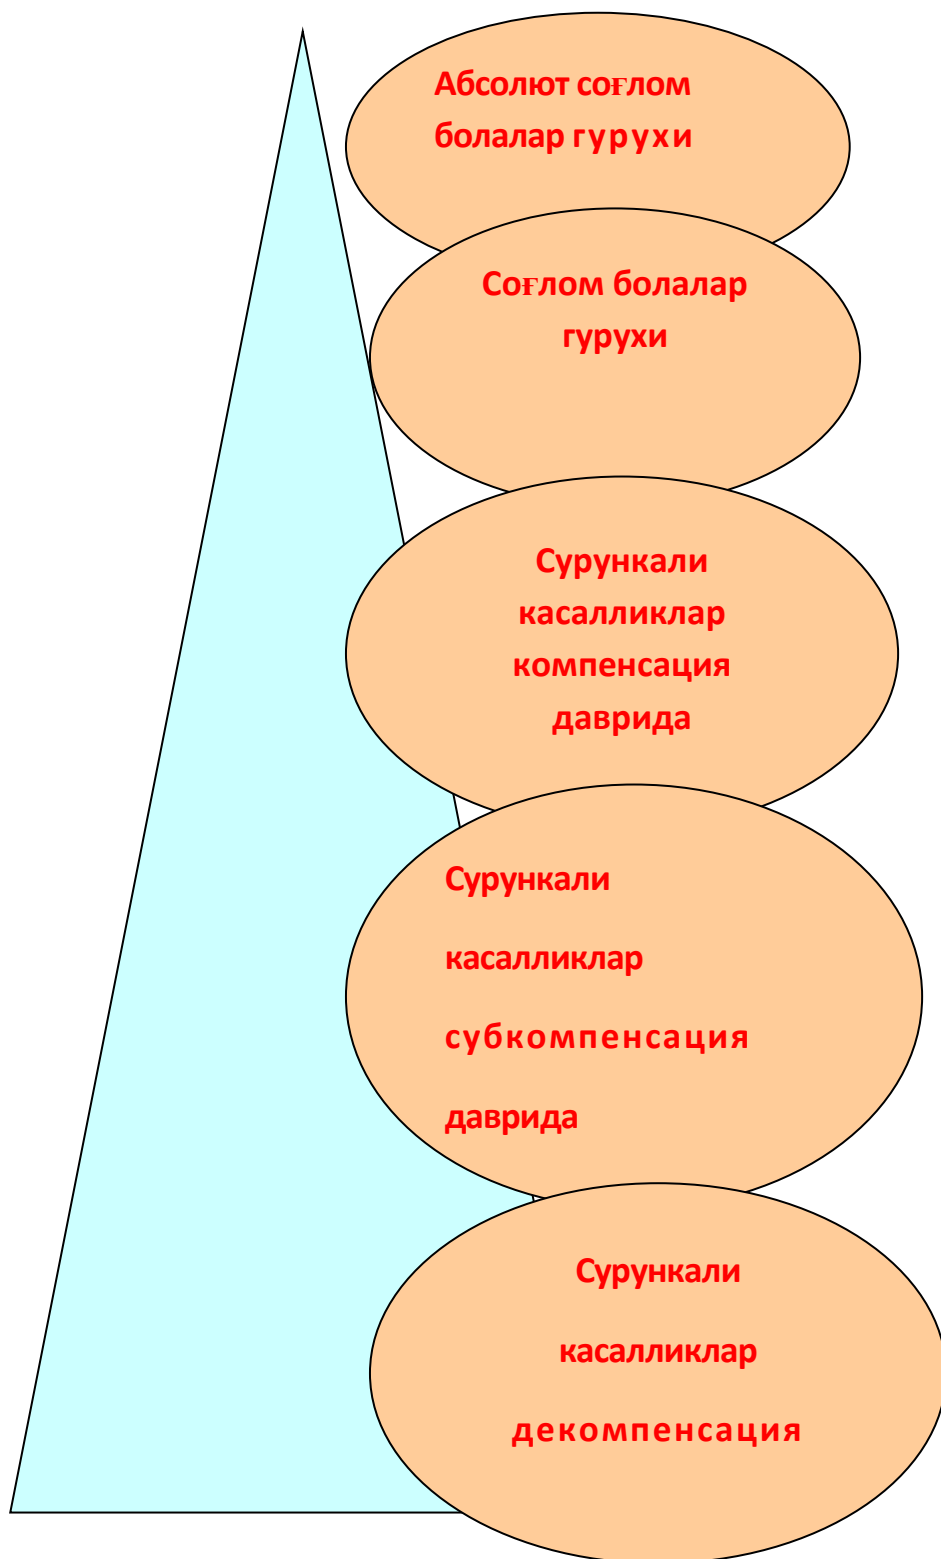 Абсолют соғлом
болалар гурухи
Соғлом болалар
гурухи
Сурункали
касалликлар
компенсация
даврида
Сурункали
касалликлар
субкомпенсация
даврида
Сурункали
касалликлар
декомпенсация